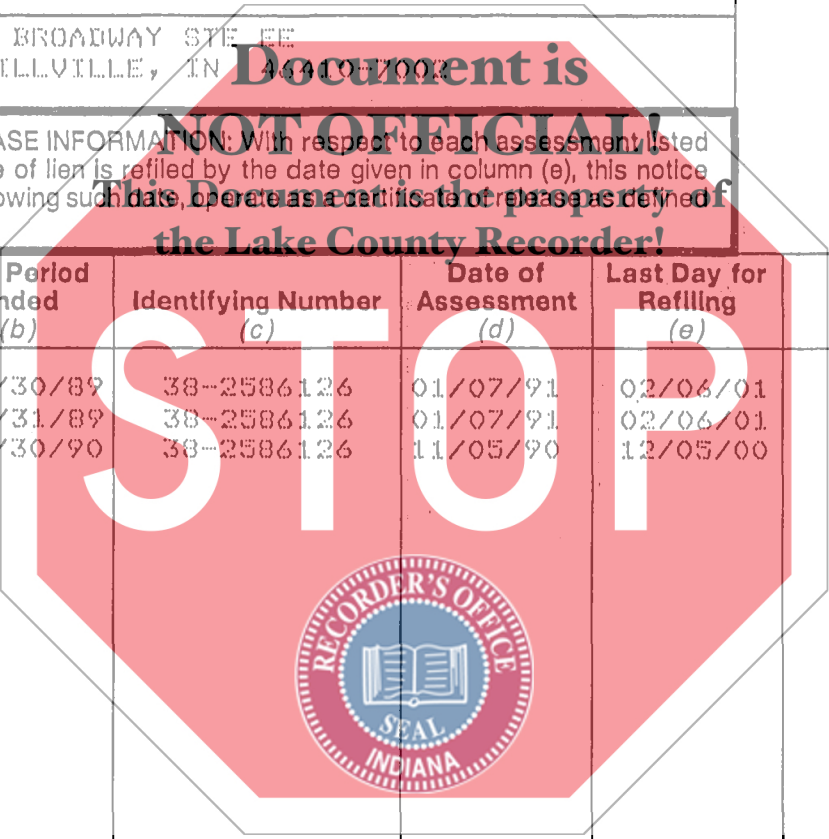 BROADWAY STE EE
ILLVILLE, IN 46410-7002
Document is
NOT OFFICIAL!
This Document is the property of
the Lake County Recorder!
ASE INFORMATION: With respect to each assessment listed
e of lien is refiled by the date given in column (e), this notice
owing such date, operate as a certificate of release as defined
Period
nded
(b)
Identifying Number
(c)
Date of
Assessment
(d)
Last Day for
Refiling
(e)
/30/89 38-2586126 01/07/91 02/06/01
/31/89 38-2586126 01/07/91 02/06/01
/30/90 38-2586126 11/05/90 12/05/00
STOP
RECORDER'S OFFICE
SEAL
INDIANA